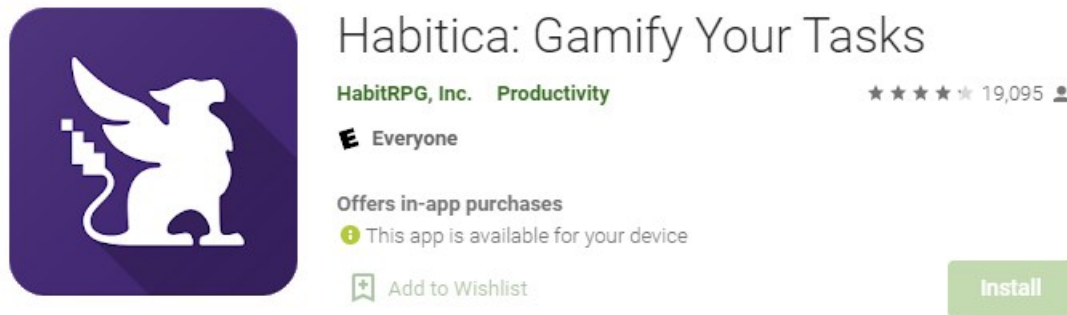 Habitica: Gamify Your Tasks
HabitRPG, Inc. Productivity 19,095
E Everyone
Offers in-app purchases
This app is available for your device
Add to Wishlist Install